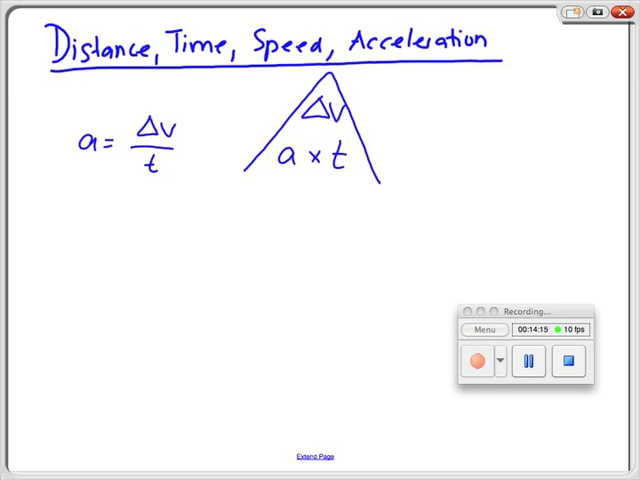 Distance, Time, Speed, Acceleration
a = Δv / t
Δv
a × t
Recording...
Menu
00:14:15 10 fps
Extend Page